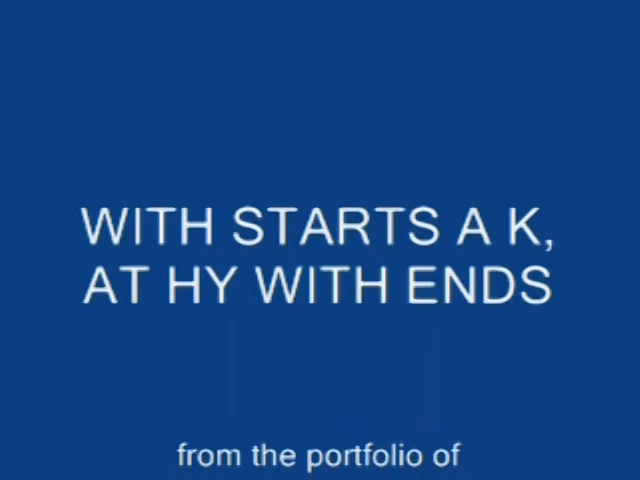 WITH STARTS A K,
AT HY WITH ENDS
from the portfolio of